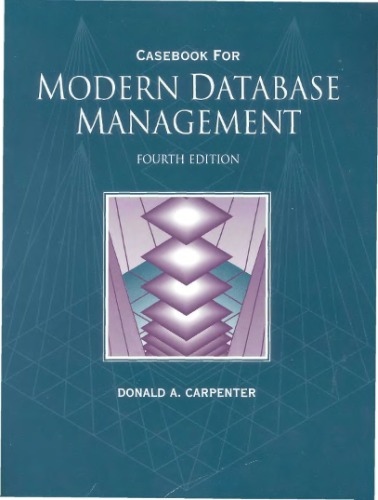 CASEBOOK FOR
MODERN DATABASE
MANAGEMENT
FOURTH EDITION
DONALD A. CARPENTER